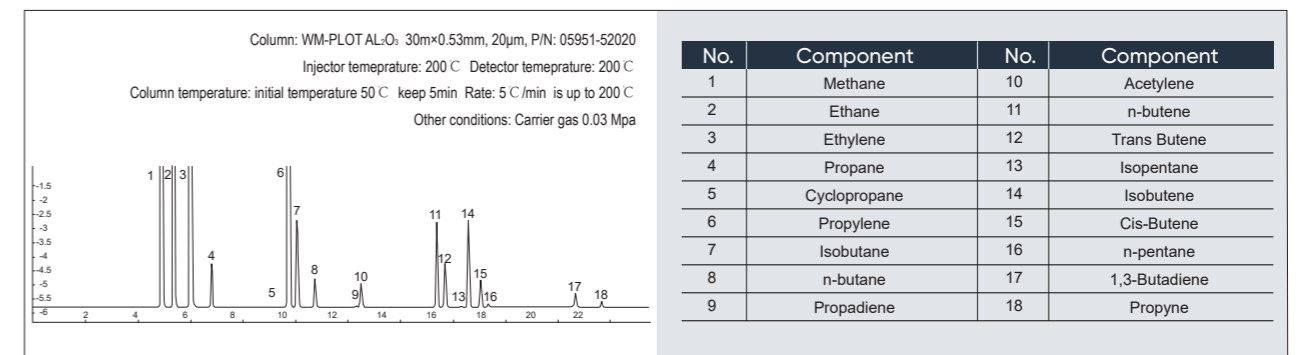 Column: WM-PLOT AL₂O₃ 30m×0.53mm, 20μm, P/N: 05951-52020
Injector temeprature: 200℃ Detector temeprature: 200℃
Column temperature: initial temperature 50℃ keep 5min Rate: 5℃/min is up to 200℃
Other conditions: Carrier gas 0.03 Mpa
-1.5
-2
-2.5
-3
-3.5
-4
-4.5
-5
-5.5
-6
1 2 3 4 5 6 7 8 9 10 11 12 13 14 15 16 17 18
2 4 6 8 10 12 14 16 18 20 22
No. Component No. Component
1 Methane 10 Acetylene
2 Ethane 11 n-butene
3 Ethylene 12 Trans Butene
4 Propane 13 Isopentane
5 Cyclopropane 14 Isobutene
6 Propylene 15 Cis-Butene
7 Isobutane 16 n-pentane
8 n-butane 17 1,3-Butadiene
9 Propadiene 18 Propyne